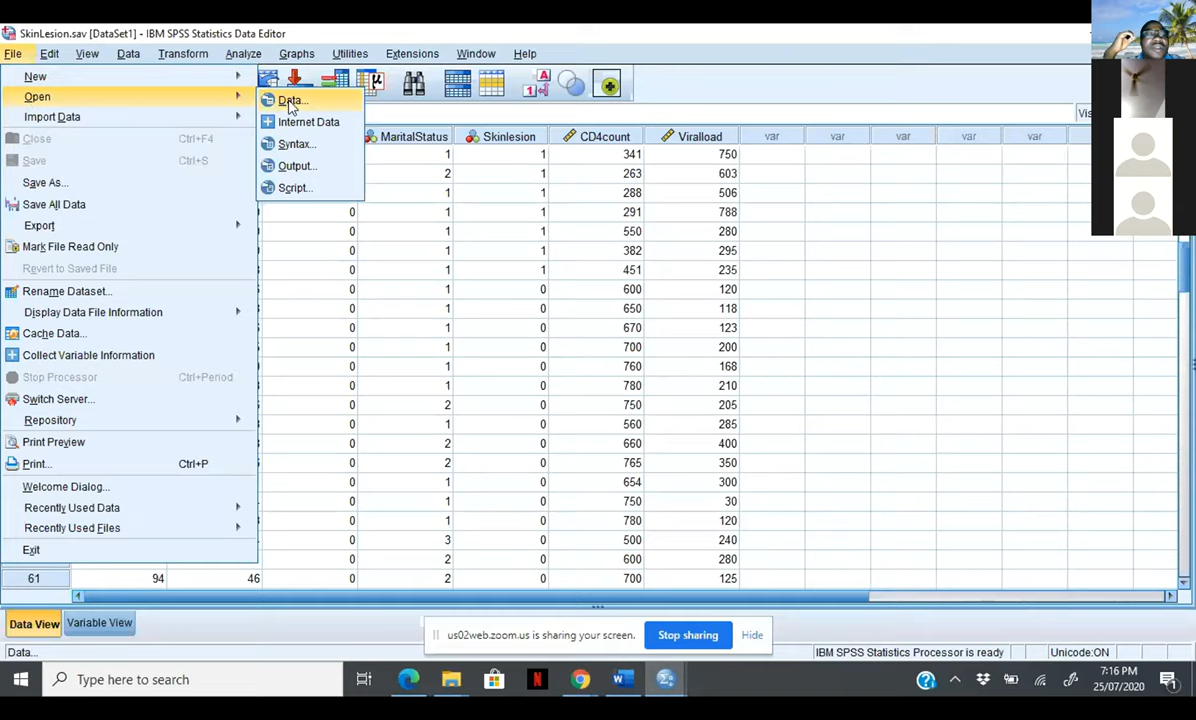 SkinLesion.sav [DataSet1] - IBM SPSS Statistics Data Editor
File Edit View Data Transform Analyze Graphs Utilities Extensions Window Help
New
Open
Import Data
Close Ctrl+F4
Save Ctrl+S
Save As...
Save All Data
Export
Mark File Read Only
Revert to Saved File
Rename Dataset...
Display Data File Information
Cache Data...
Collect Variable Information
Stop Processor Ctrl+Period
Switch Server...
Repository
Print Preview
Print... Ctrl+P
Welcome Dialog...
Recently Used Data
Recently Used Files
Exit
Data...
Internet Data
Syntax...
Output...
Script...
MaritalStatus Skinlesion CD4count Viralload var var var var var var
1 1 341 750
2 1 263 603
1 1 288 506
0 1 1 291 788
0 1 1 550 280
0 1 1 382 295
0 1 1 451 235
0 1 0 600 120
0 1 0 650 118
0 1 0 670 123
0 1 0 700 200
0 1 0 760 168
0 1 0 780 210
0 2 0 750 205
0 1 0 560 285
0 2 0 660 400
0 2 0 765 350
0 1 0 654 300
0 1 0 750 30
0 1 0 780 120
0 3 0 500 240
0 2 0 600 280
61 94 46 0 2 0 700 125
Data View Variable View
us02web.zoom.us is sharing your screen. Stop sharing Hide
Data... IBM SPSS Statistics Processor is ready Unicode:ON
Type here to search
7:16 PM
25/07/2020